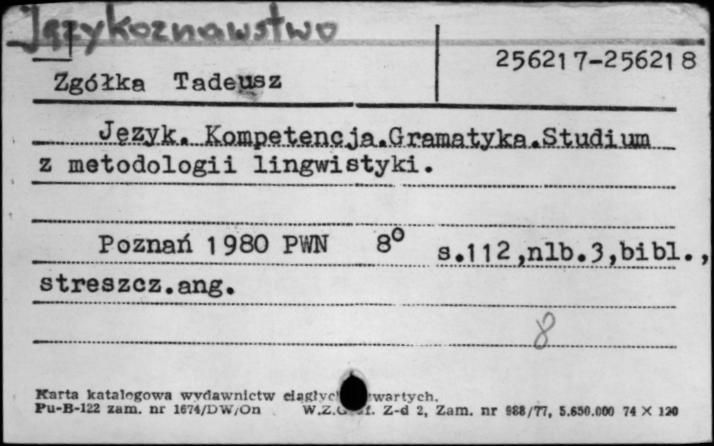 Językoznawstwo
256217-256218
Zgółka Tadeusz
Język. Kompetencja.Gramatyka.Studium
z metodologii lingwistyki.
Poznań 1980 PWN 8° s.112,nlb.3,bibl.,
streszcz.ang.
8
Karta katalogowa wydawnictw
Pu-B-122 zam. nr 1674/DW/On Z-d 2, Zam. nr 988/77, 5.650.000 74 × 120